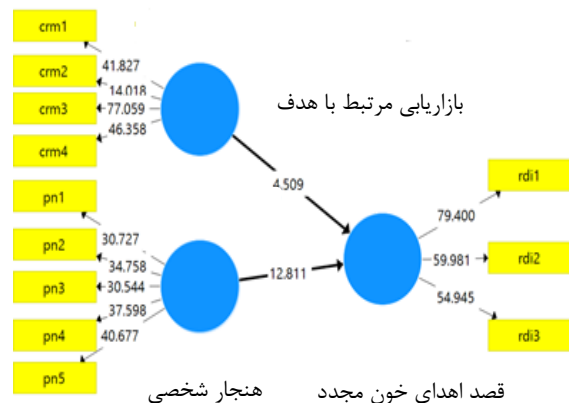 crm1
41.827
crm2
14.018
crm3
77.059
crm4
46.358
بازاریابی مرتبط با هدف
4.509
pn1
30.727
pn2
34.758
pn3
30.544
pn4
37.598
pn5
40.677
12.811
rdi1
79.400
rdi2
59.981
rdi3
54.945
هنجار شخصی
قصد اهدای خون مجدد